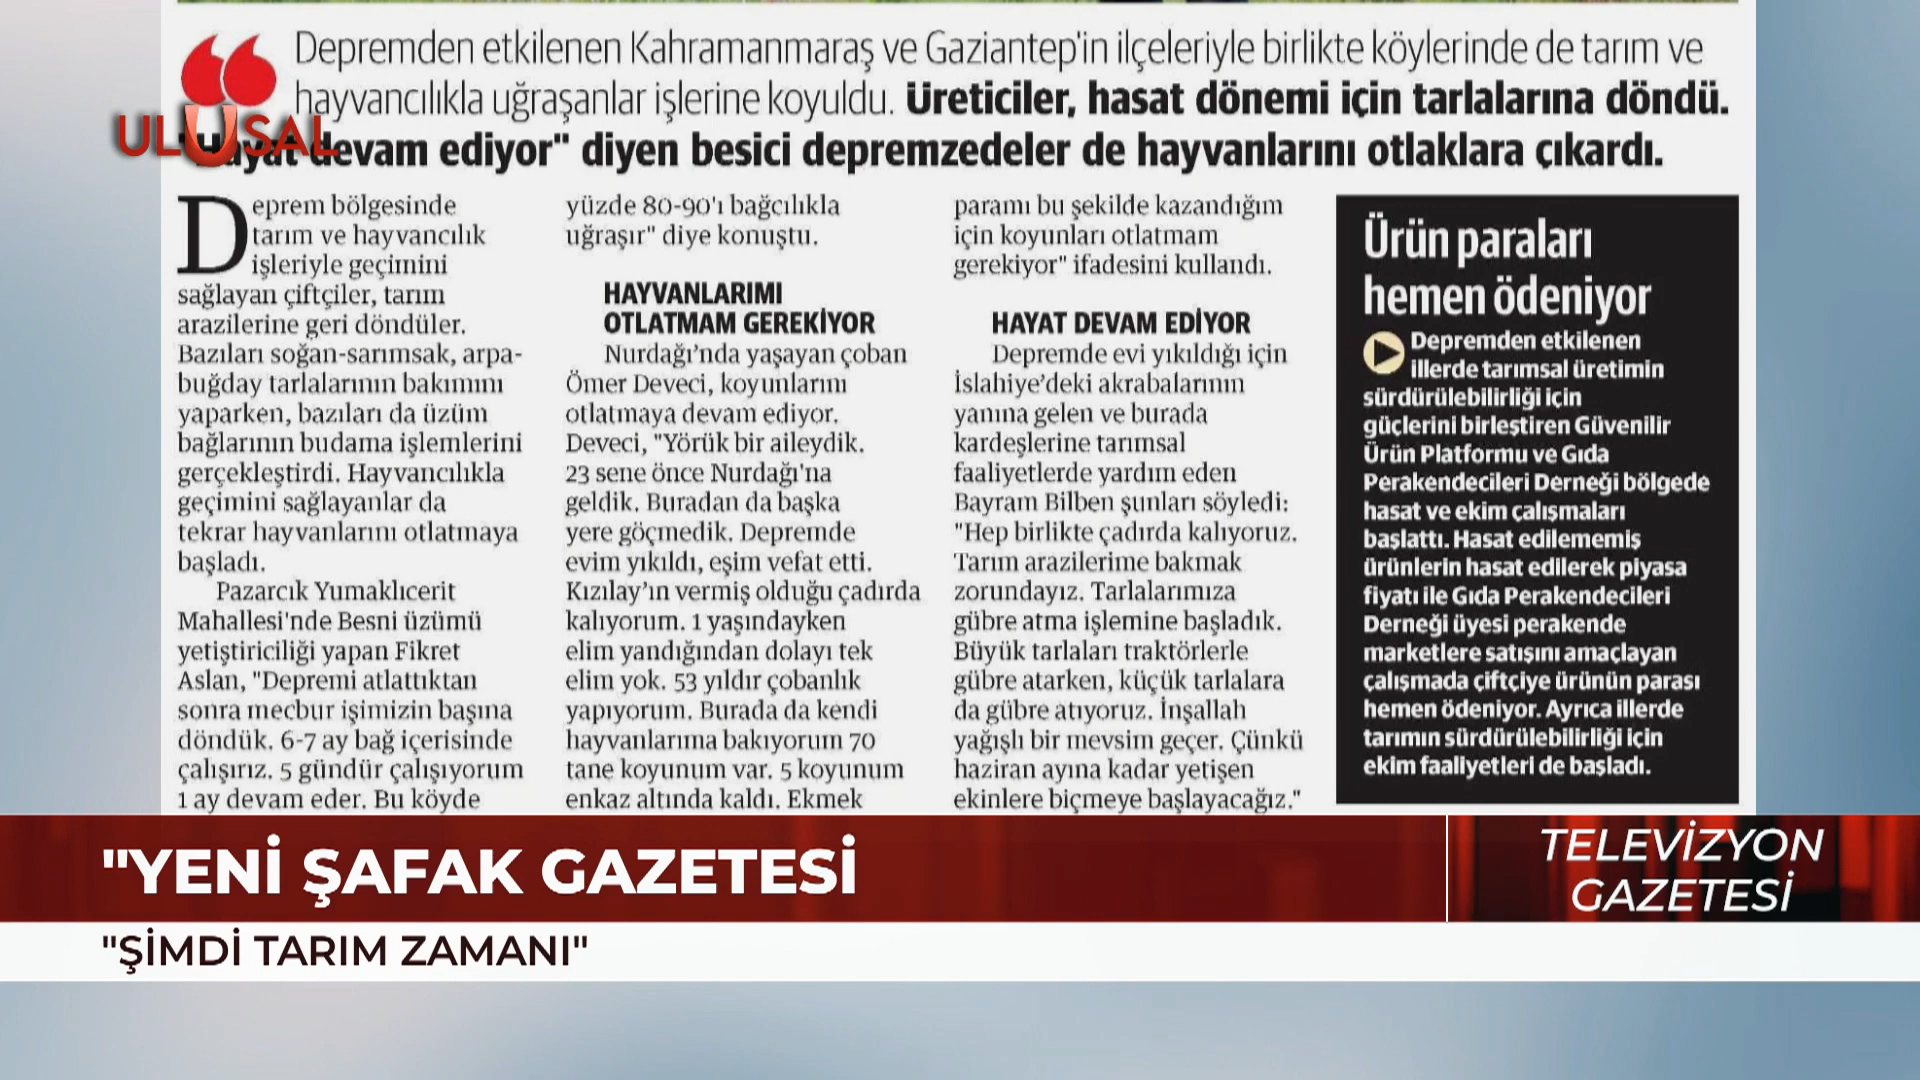 Depremden etkilenen Kahramanmaraş ve Gaziantep'in ilçeleriyle birlikte köylerinde de tarım ve
hayvancılıkla uğraşanlar işlerine koyuldu. Üreticiler, hasat dönemi için tarlalarına döndü.
devam ediyor" diyen besici depremzedeler de hayvanlarını otlaklara çıkardı.
ULUSAL
Deprem bölgesinde
tarım ve hayvancılık
işleriyle geçimini
sağlayan çiftçiler, tarım
arazilerine geri döndüler.
Bazıları soğan-sarımsak, arpa-
buğday tarlalarının bakımını
yaparken, bazıları da üzüm
bağlarının budama işlemlerini
gerçekleştirdi. Hayvancılıkla
geçimini sağlayanlar da
tekrar hayvanlarını otlatmaya
başladı.
Pazarcık Yumaklıcerit
Mahallesi'nde Besni üzümü
yetiştiriciliği yapan Fikret
Aslan, "Depremi atlattıktan
sonra mecbur işimizin başına
döndük. 6-7 ay bağ içerisinde
çalışırız. 5 gündür çalışıyorum
1 ay devam eder. Bu köyde
yüzde 80-90'ı bağcılıkla
uğraşır" diye konuştu.
HAYVANLARIMI
OTLATMAM GEREKİYOR
Nurdağı'nda yaşayan çoban
Ömer Deveci, koyunlarını
otlatmaya devam ediyor.
Deveci, "Yörük bir aileydik.
23 sene önce Nurdağı'na
geldik. Buradan da başka
yere göçmedik. Depremde
evim yıkıldı, eşim vefat etti.
Kızılay'ın vermiş olduğu çadırda
kalıyorum. 1 yaşındayken
elim yandığından dolayı tek
elim yok. 53 yıldır çobanlık
yapıyorum. Burada da kendi
hayvanlarıma bakıyorum 70
tane koyunum var. 5 koyunum
enkaz altında kaldı. Ekmek
paramı bu şekilde kazandığım
için koyunları otlatmam
gerekiyor" ifadesini kullandı.
HAYAT DEVAM EDİYOR
Depremde evi yıkıldığı için
İslahiye'deki akrabalarının
yanına gelen ve burada
kardeşlerine tarımsal
faaliyetlerde yardım eden
Bayram Bilben şunları söyledi:
"Hep birlikte çadırda kalıyoruz.
Tarım arazilerime bakmak
zorundayız. Tarlalarımıza
gübre atma işlemine başladık.
Büyük tarlaları traktörlerle
gübre atarken, küçük tarlalara
da gübre atıyoruz. İnşallah
yağışlı bir mevsim geçer. Çünkü
haziran ayına kadar yetişen
ekinlere biçmeye başlayacağız."
Ürün paraları
hemen ödeniyor
Depremden etkilenen
illerde tarımsal üretimin
sürdürülebilirliği için
güçlerini birleştiren Güvenilir
Ürün Platformu ve Gıda
Perakendecileri Derneği bölgede
hasat ve ekim çalışmaları
başlattı. Hasat edilememiş
ürünlerin hasat edilerek piyasa
fiyatı ile Gıda Perakendecileri
Derneği üyesi perakende
marketlere satışını amaçlayan
çalışmada çiftçiye ürünün parası
hemen ödeniyor. Ayrıca illerde
tarımın sürdürülebilirliği için
ekim faaliyetleri de başladı.
"YENİ ŞAFAK GAZETESİ
TELEVİZYON
GAZETESİ
"ŞİMDİ TARIM ZAMANI"